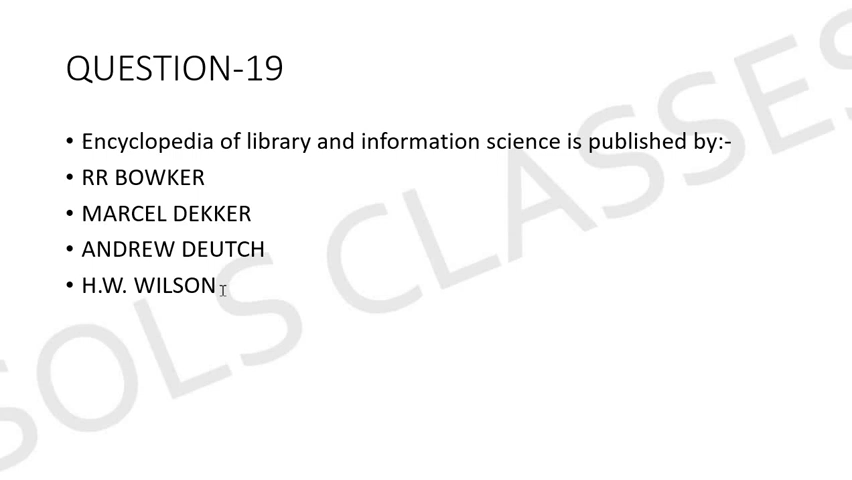 QUESTION-19
• Encyclopedia of library and information science is published by:-
• RR BOWKER
• MARCEL DEKKER
• ANDREW DEUTCH
• H.W. WILSON
SOLS CLASSES